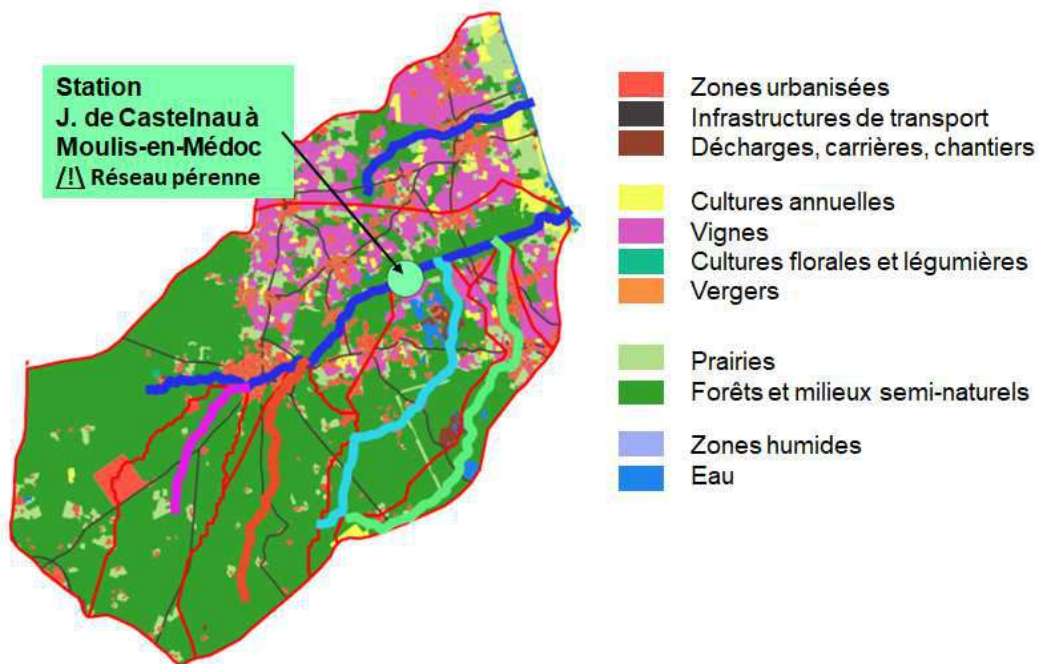 Station
J. de Castelnau à
Moulis-en-Médoc
/!\ Réseau pérenne
Zones urbanisées
Infrastructures de transport
Décharges, carrières, chantiers
Cultures annuelles
Vignes
Cultures florales et légumières
Vergers
Prairies
Forêts et milieux semi-naturels
Zones humides
Eau